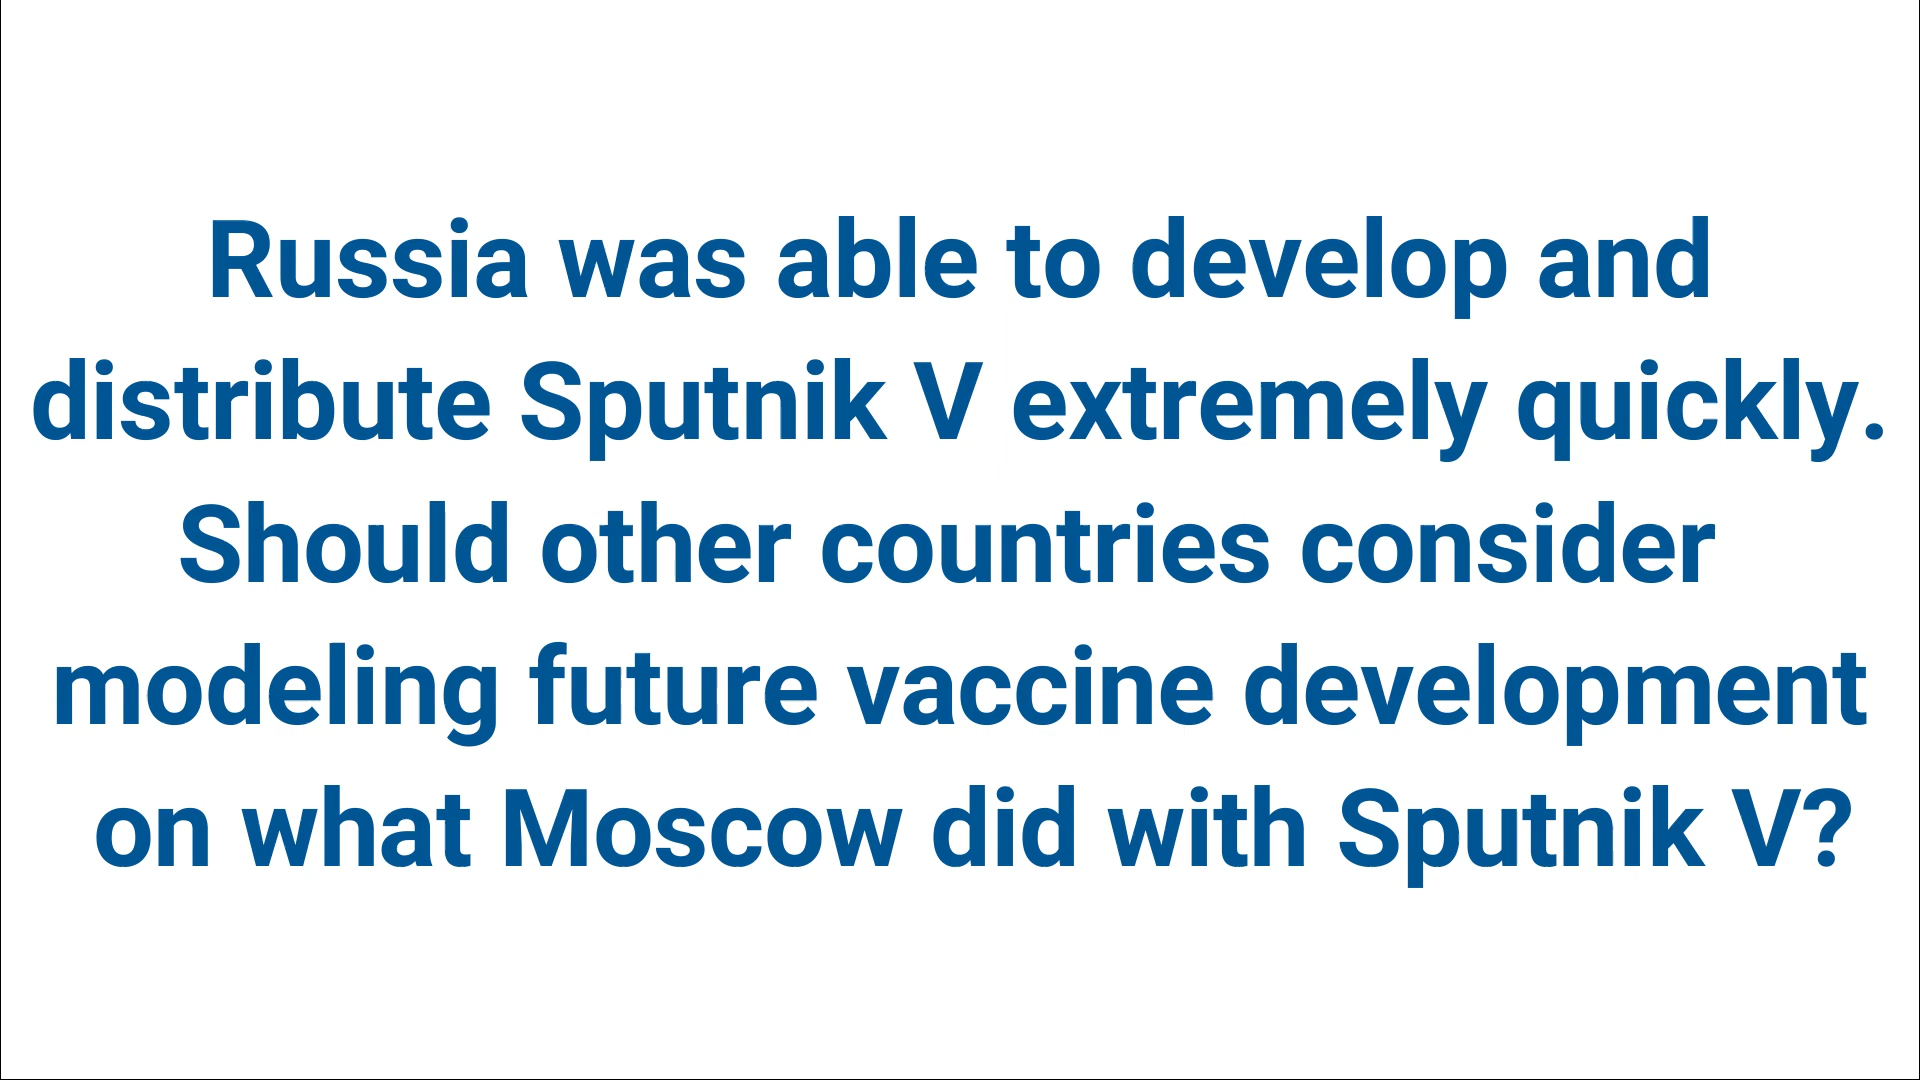 Russia was able to develop and
distribute Sputnik V extremely quickly.
Should other countries consider
modeling future vaccine development
on what Moscow did with Sputnik V?